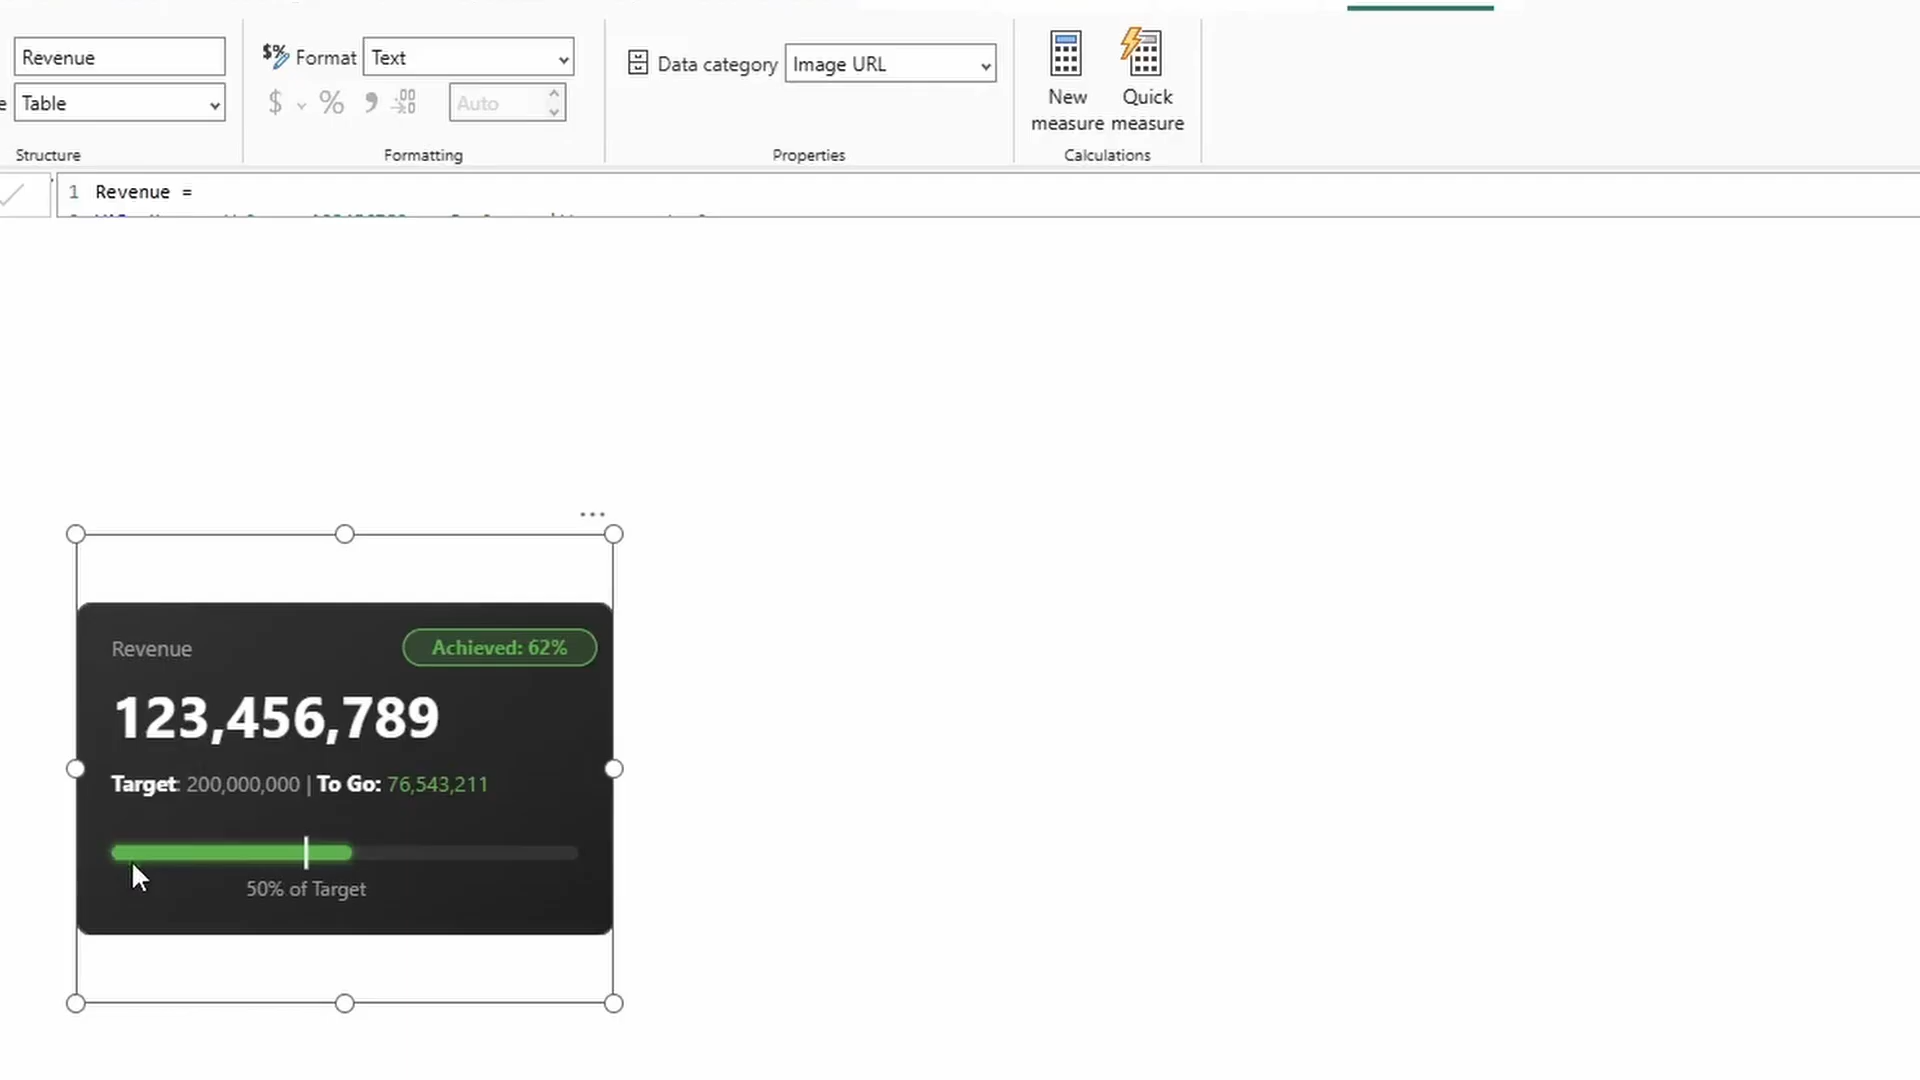 Revenue
Format
Text
Data category
Image URL
New measure
Quick measure
e
Table
$
%
Auto
Structure
Formatting
Properties
Calculations
1 Revenue =
Revenue
Achieved: 62%
123,456,789
Target: 200,000,000 | To Go: 76,543,211
50% of Target